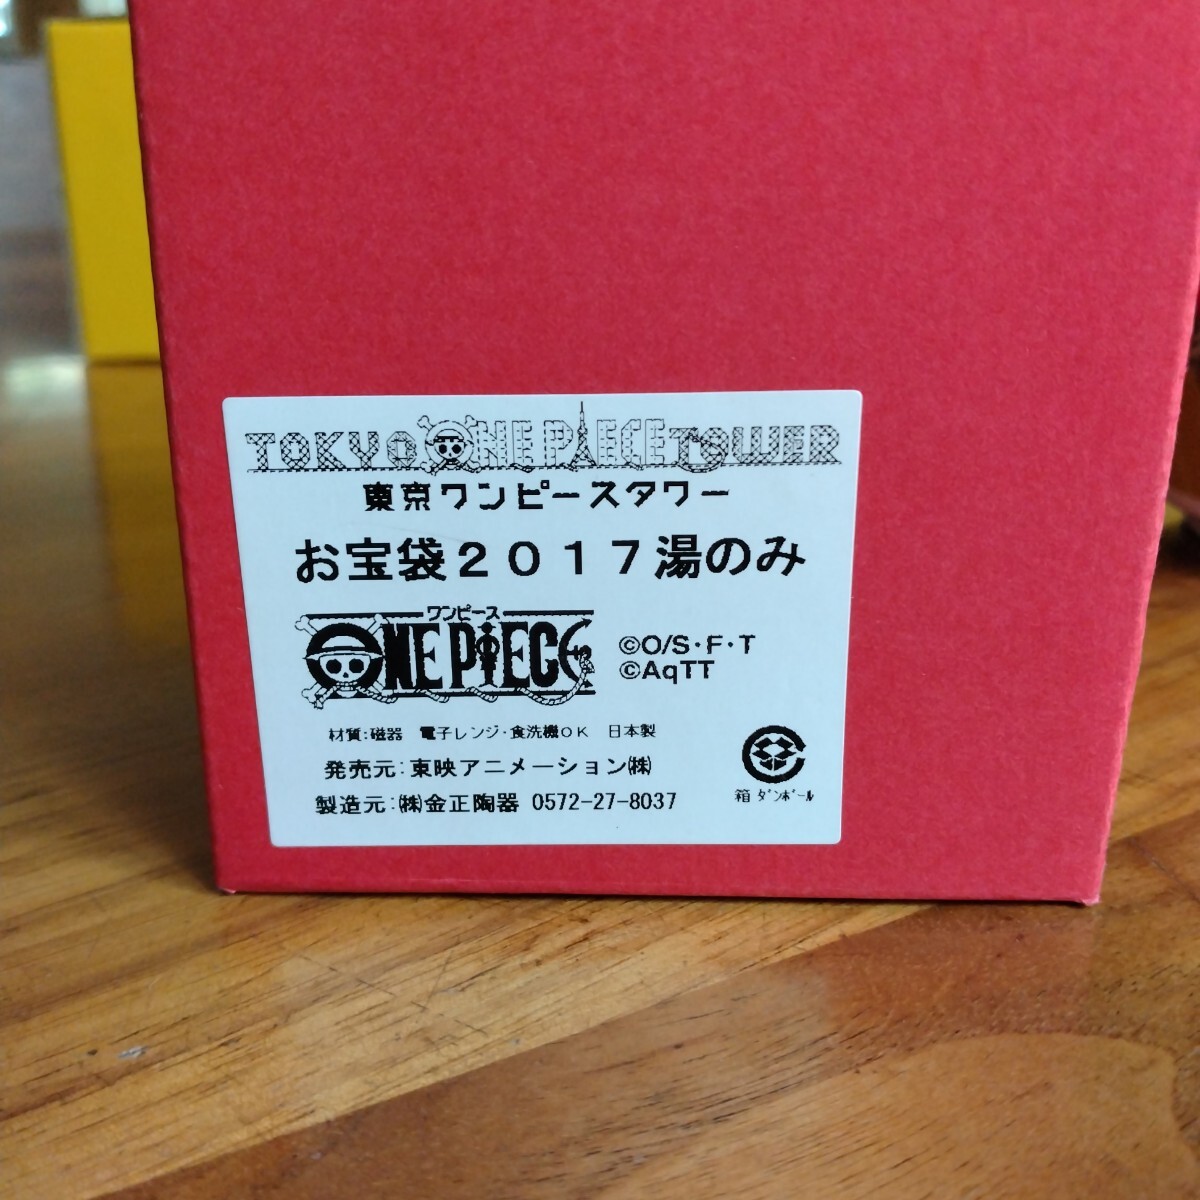 TOKYO ONE PIECE TOWER
東京ワンピースタワー
お宝袋２０１７湯のみ
ワンピース
ONE PIECE
©O/S・F・T
©AqTT
材質:磁器　電子レンジ・食洗機OK　日本製
発売元:東映アニメーション㈱
製造元:㈱金正陶器 0572-27-8037
箱 ﾀﾞﾝﾎﾞｰﾙ